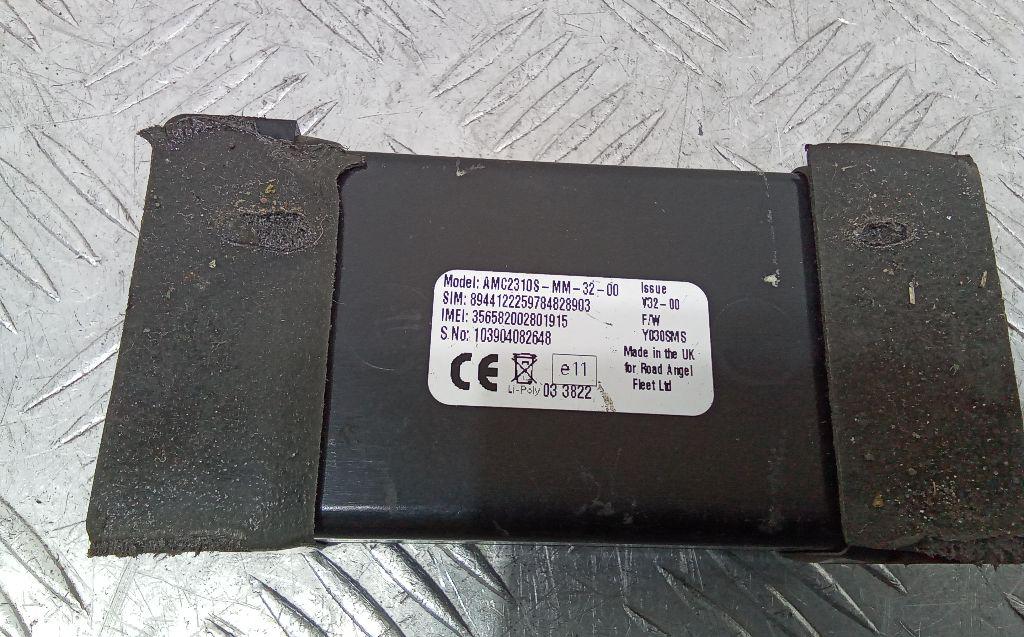 Model: AMC2310S-MM-32-00
SIM: 8944122259784828903
IMEI: 356582002801915
S.No: 103904082648
Issue
V32-00
F/W
Y030SMS
Made in the UK
for Road Angel
Fleet Ltd
CE
e11
Li-Poly 03 3822